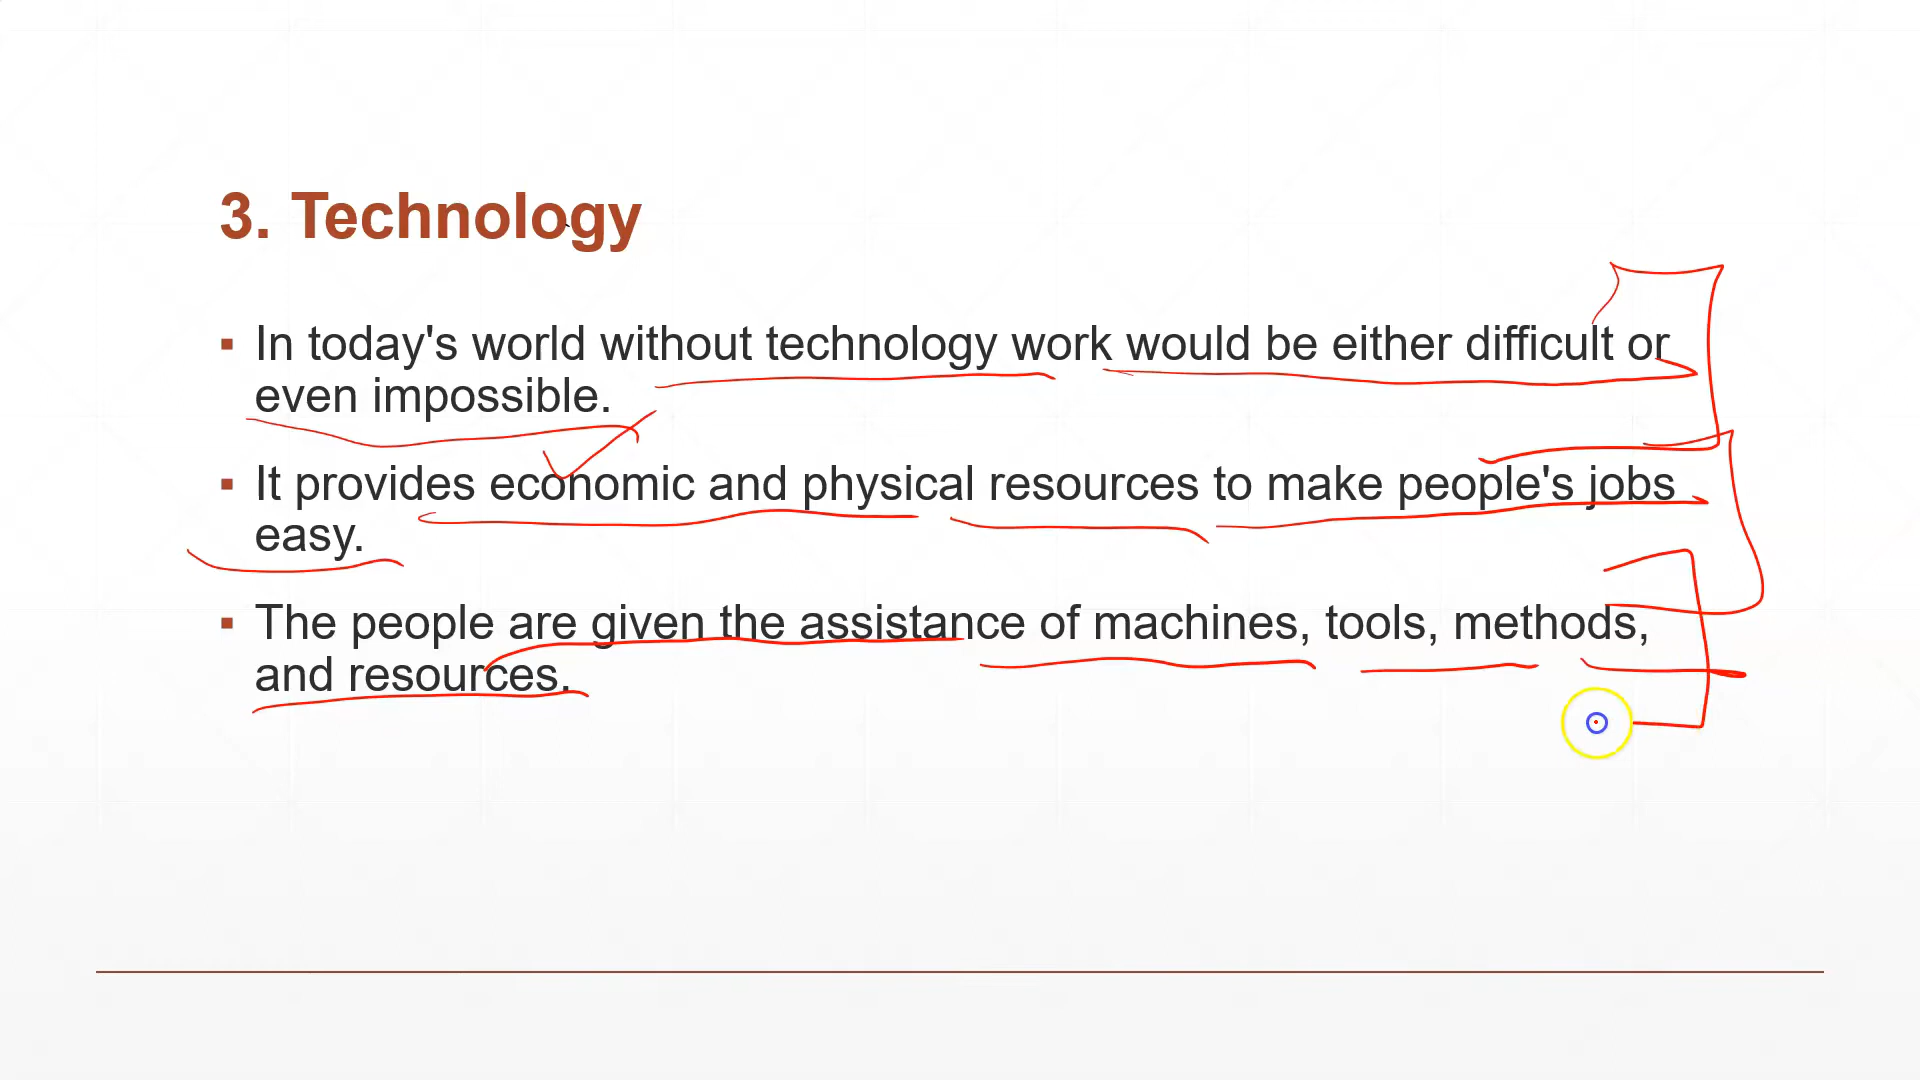 3. Technology
▪ In today's world without technology work would be either difficult or
even impossible.
▪ It provides economic and physical resources to make people's jobs
easy.
▪ The people are given the assistance of machines, tools, methods,
and resources.